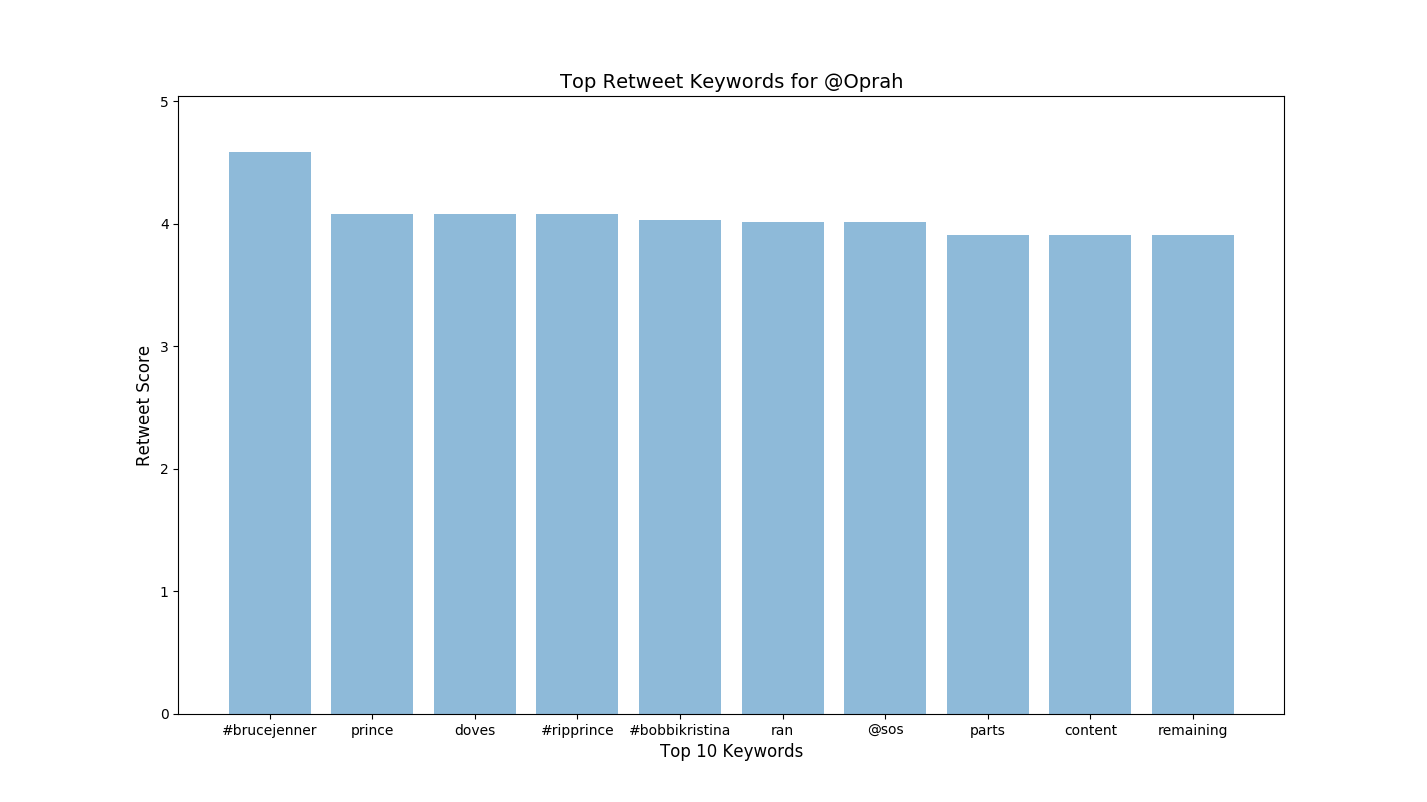 Top Retweet Keywords for @Oprah
5
4
3
2
1
0
Retweet Score
#brucejenner prince doves #ripprince #bobbikristina ran @sos parts content remaining
Top 10 Keywords